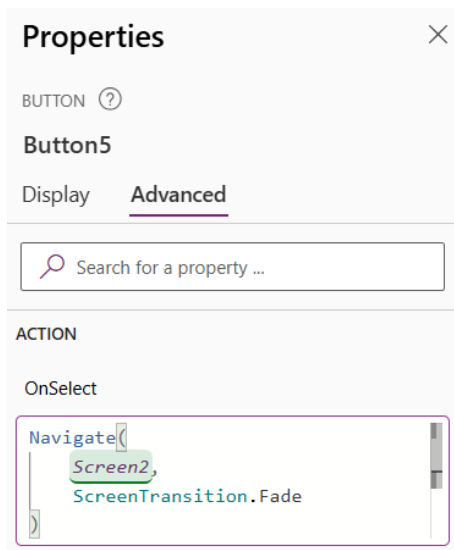 Properties
BUTTON
Button5
Display Advanced
Search for a property ...
ACTION
OnSelect
Navigate(
Screen2,
ScreenTransition.Fade
)